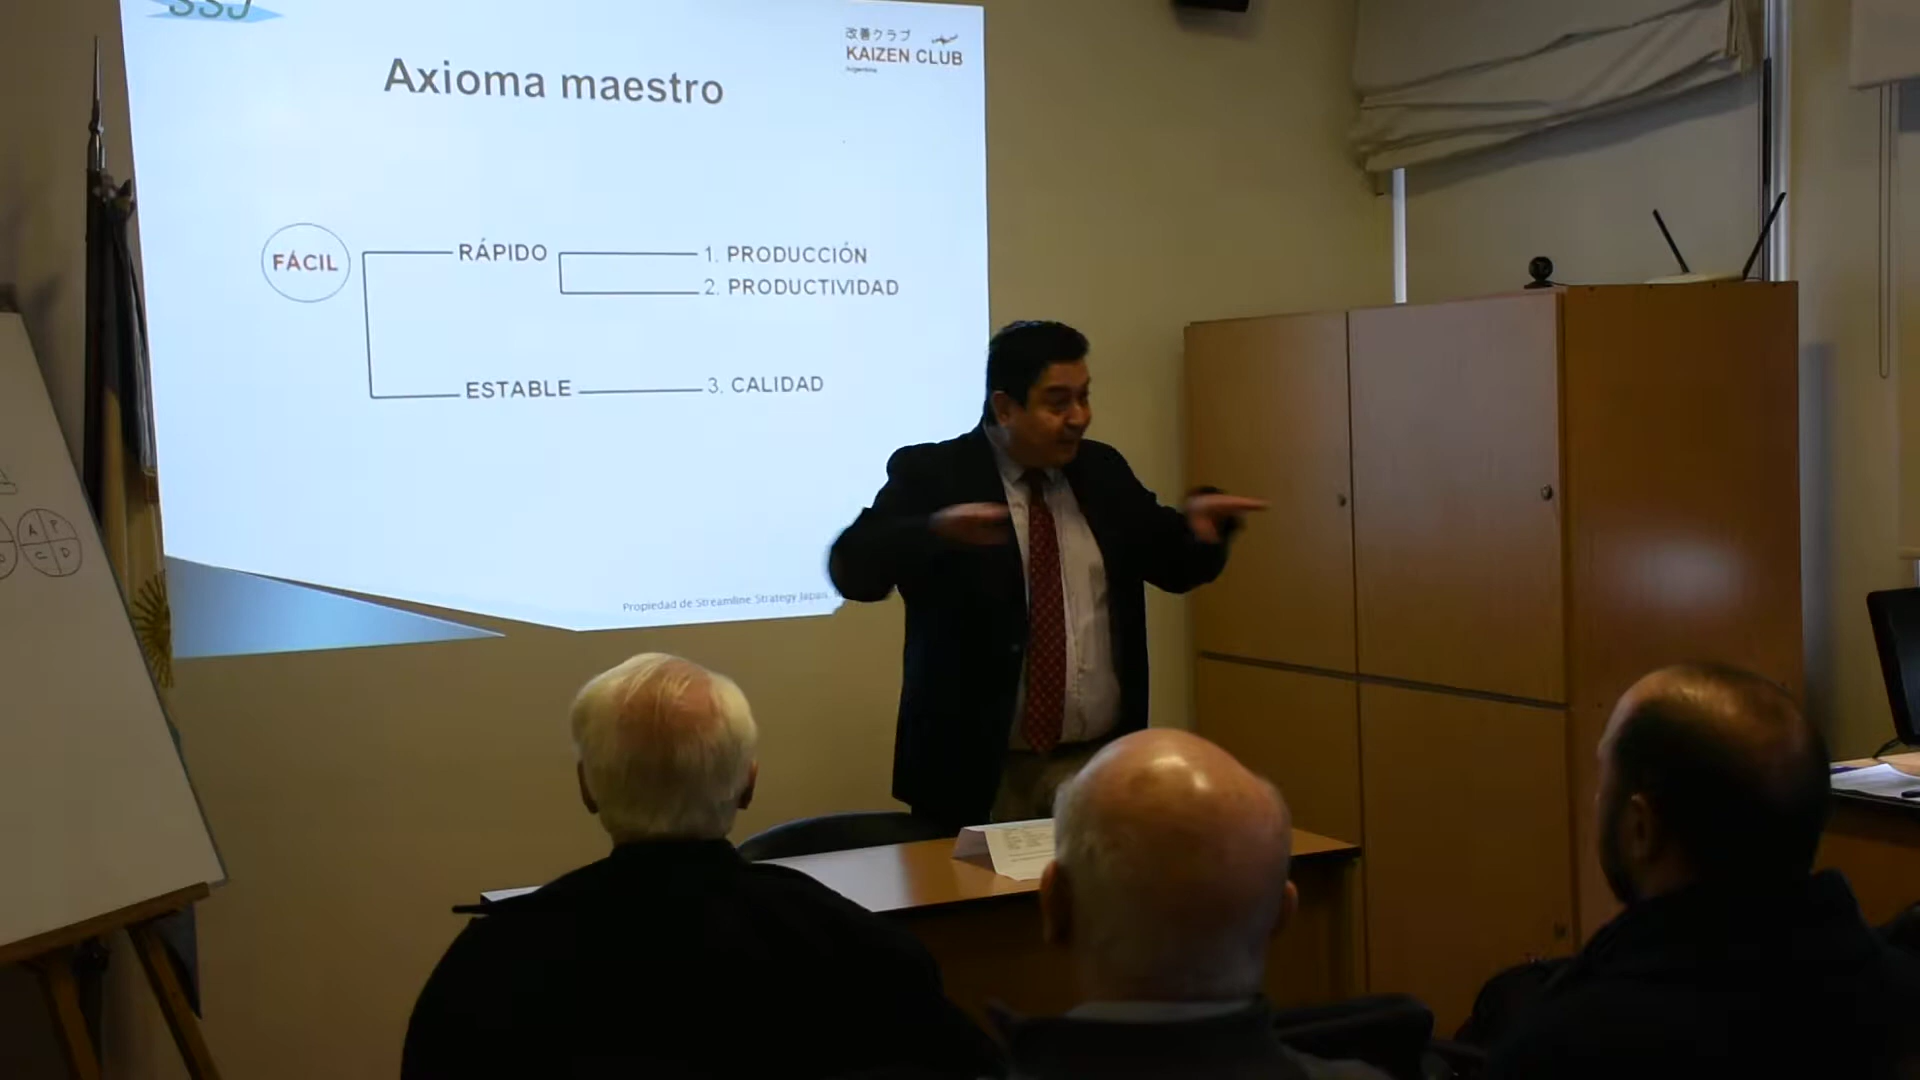 SSJ
改善クラブ
KAIZEN CLUB
Argentina
Axioma maestro
FÁCIL
RÁPIDO
1. PRODUCCIÓN
2. PRODUCTIVIDAD
ESTABLE
3. CALIDAD
Propiedad de Streamline Strategy Japan.
A P
C D